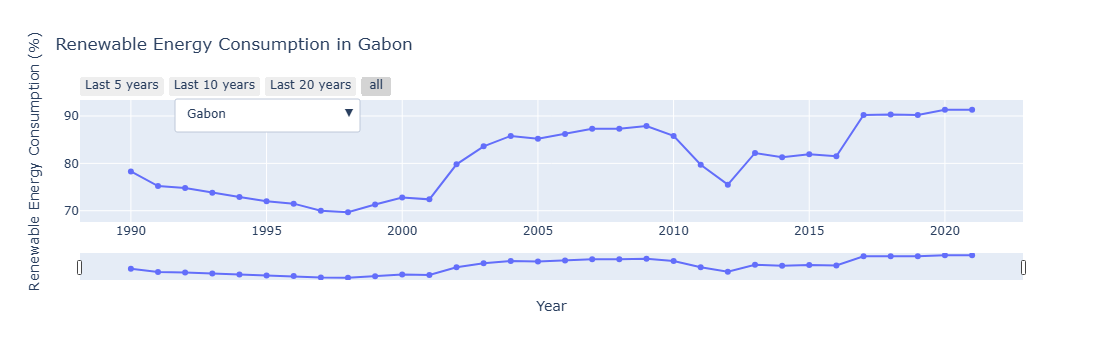 Renewable Energy Consumption in Gabon
Last 5 years Last 10 years Last 20 years all
Gabon ▼
Renewable Energy Consumption (%)
90
80
70
1990 1995 2000 2005 2010 2015 2020
Year